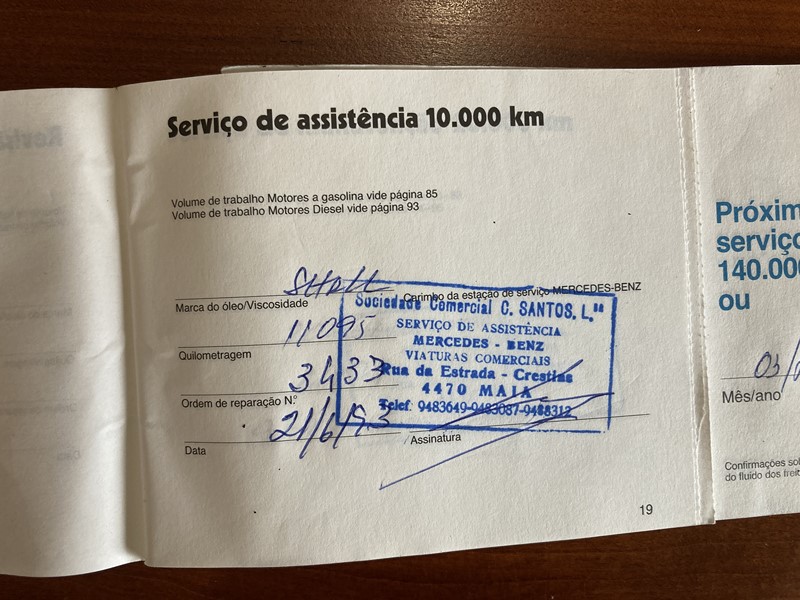 Serviço de assistência 10.000 km
Volume de trabalho Motores a gasolina vide página 85
Volume de trabalho Motores Diesel vide página 93
SHELL
Marca do óleo/Viscosidade
Carimbo da estação de serviço MERCEDES-BENZ
11095
Quilometragem
3433
Ordem de reparação N.º
21/6/93
Data
Sociedade Comercial C. SANTOS, L.da
SERVIÇO DE ASSISTÊNCIA
MERCEDES - BENZ
VIATURAS COMERCIAIS
Rua da Estrada - Crestins
4470 MAIA
Telef. 9483649-9483087-9488312
Assinatura
19
Próxim
serviço
140.000
ou
03/
Mês/ano
Confirmações so
do fluido dos frei